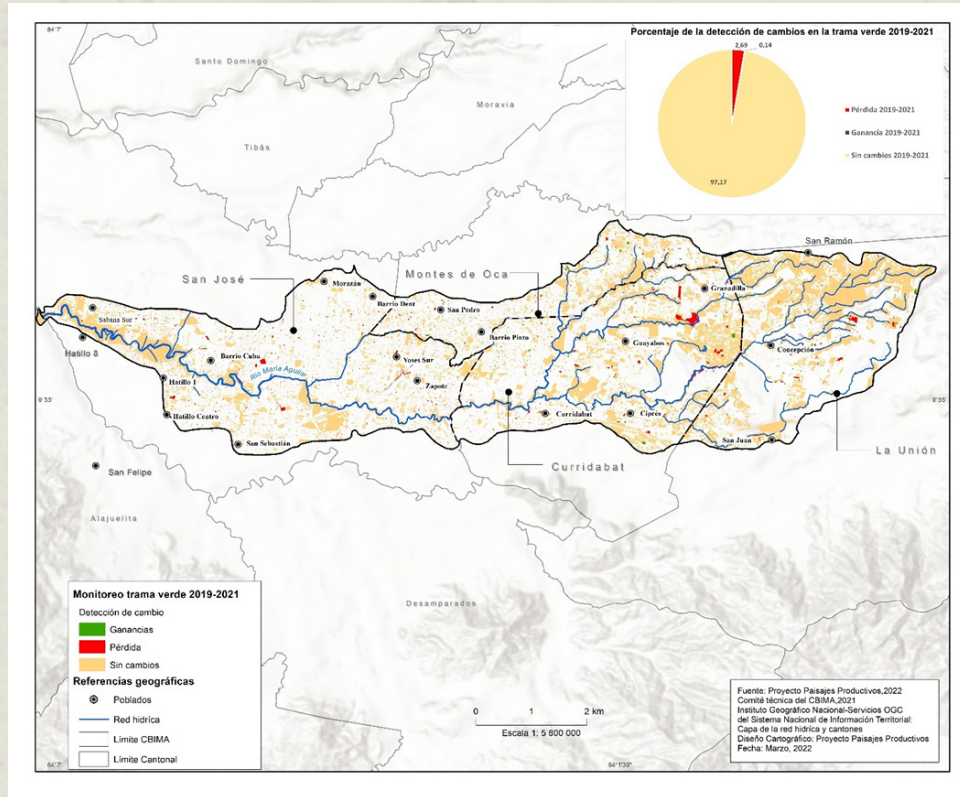 Porcentaje de la detección de cambios en la trama verde 2019-2021
2,69 0,14
Pérdida 2019-2021
Ganancia 2019-2021
Sin cambios 2019-2021
97,17
84°7'
Santo Domingo
Moravia
Tibás
San Ramón
San José
Montes de Oca
Morazán
Granadilla
Barrio Dent
San Pedro
Sabana Sur
Barrio Pinto
Hatillo 8
Guayabos
Concepción
Barrio Cuba
Yoses Sur
Río María Aguilar
Hatillo 1
Zapote
9°55'
9°55'
Hatillo Centro
Curridabat
Ciprés
San Sebastián
San Juan
La Unión
Curridabat
San Felipe
Alajuelita
Desamparados
Monitoreo trama verde 2019-2021
Detección de cambio
Ganancias
Pérdida
Sin cambios
Referencias geográficas
Poblados
Red hídrica
Límite CBIMA
Límite Cantonal
0 1 2 km
Escala 1: 5 800 000
Fuente: Proyecto Paisajes Productivos,2022
Comité técnico del CBIMA,2021
Instituto Geográfico Nacional-Servicios OGC
del Sistema Nacional de Información Territorial:
Capa de la red hídrica y cantones
Diseño Cartográfico: Proyecto Paisajes Productivos
Fecha: Marzo, 2022
84°7'
84°1'30"